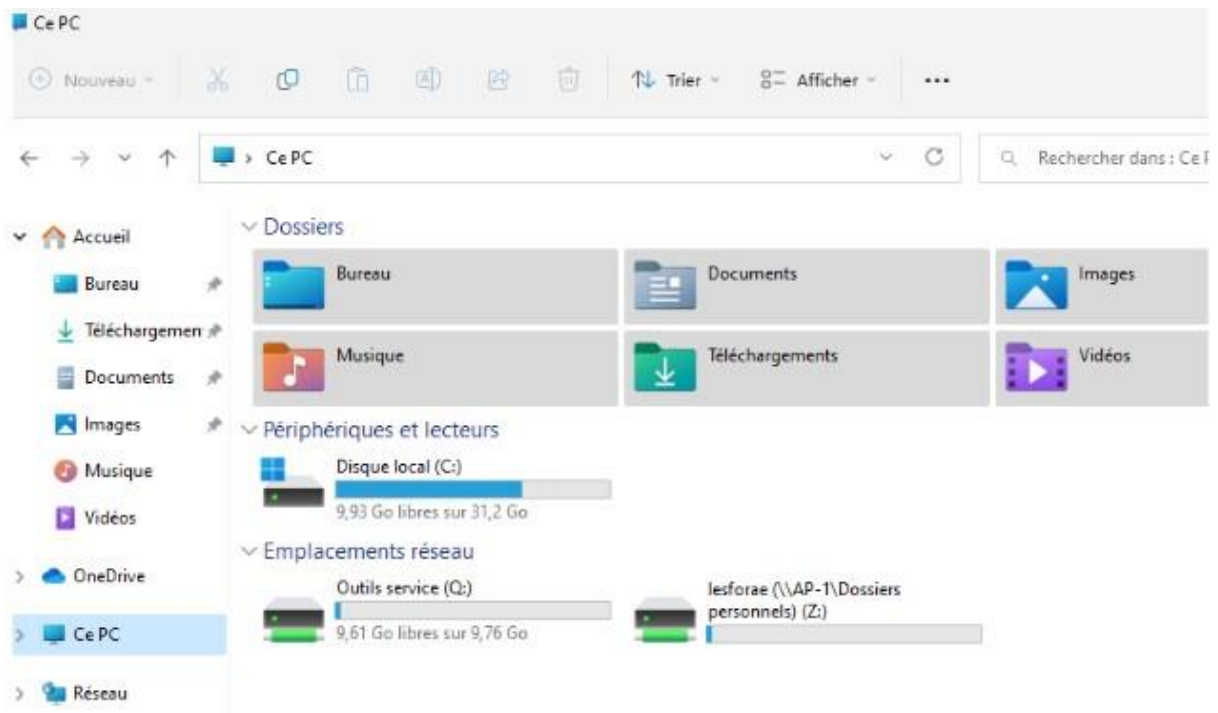 Ce PC
Nouveau
Trier
Afficher
Ce PC
Rechercher dans : Ce P
Accueil
Bureau
Téléchargemen
Documents
Images
Musique
Vidéos
OneDrive
Ce PC
Réseau
Dossiers
Bureau
Documents
Images
Musique
Téléchargements
Vidéos
Périphériques et lecteurs
Disque local (C:)
9,93 Go libres sur 31,2 Go
Emplacements réseau
Outils service (Q:)
9,61 Go libres sur 9,76 Go
lesforae (\\AP-1\Dossiers
personnels) (Z:)